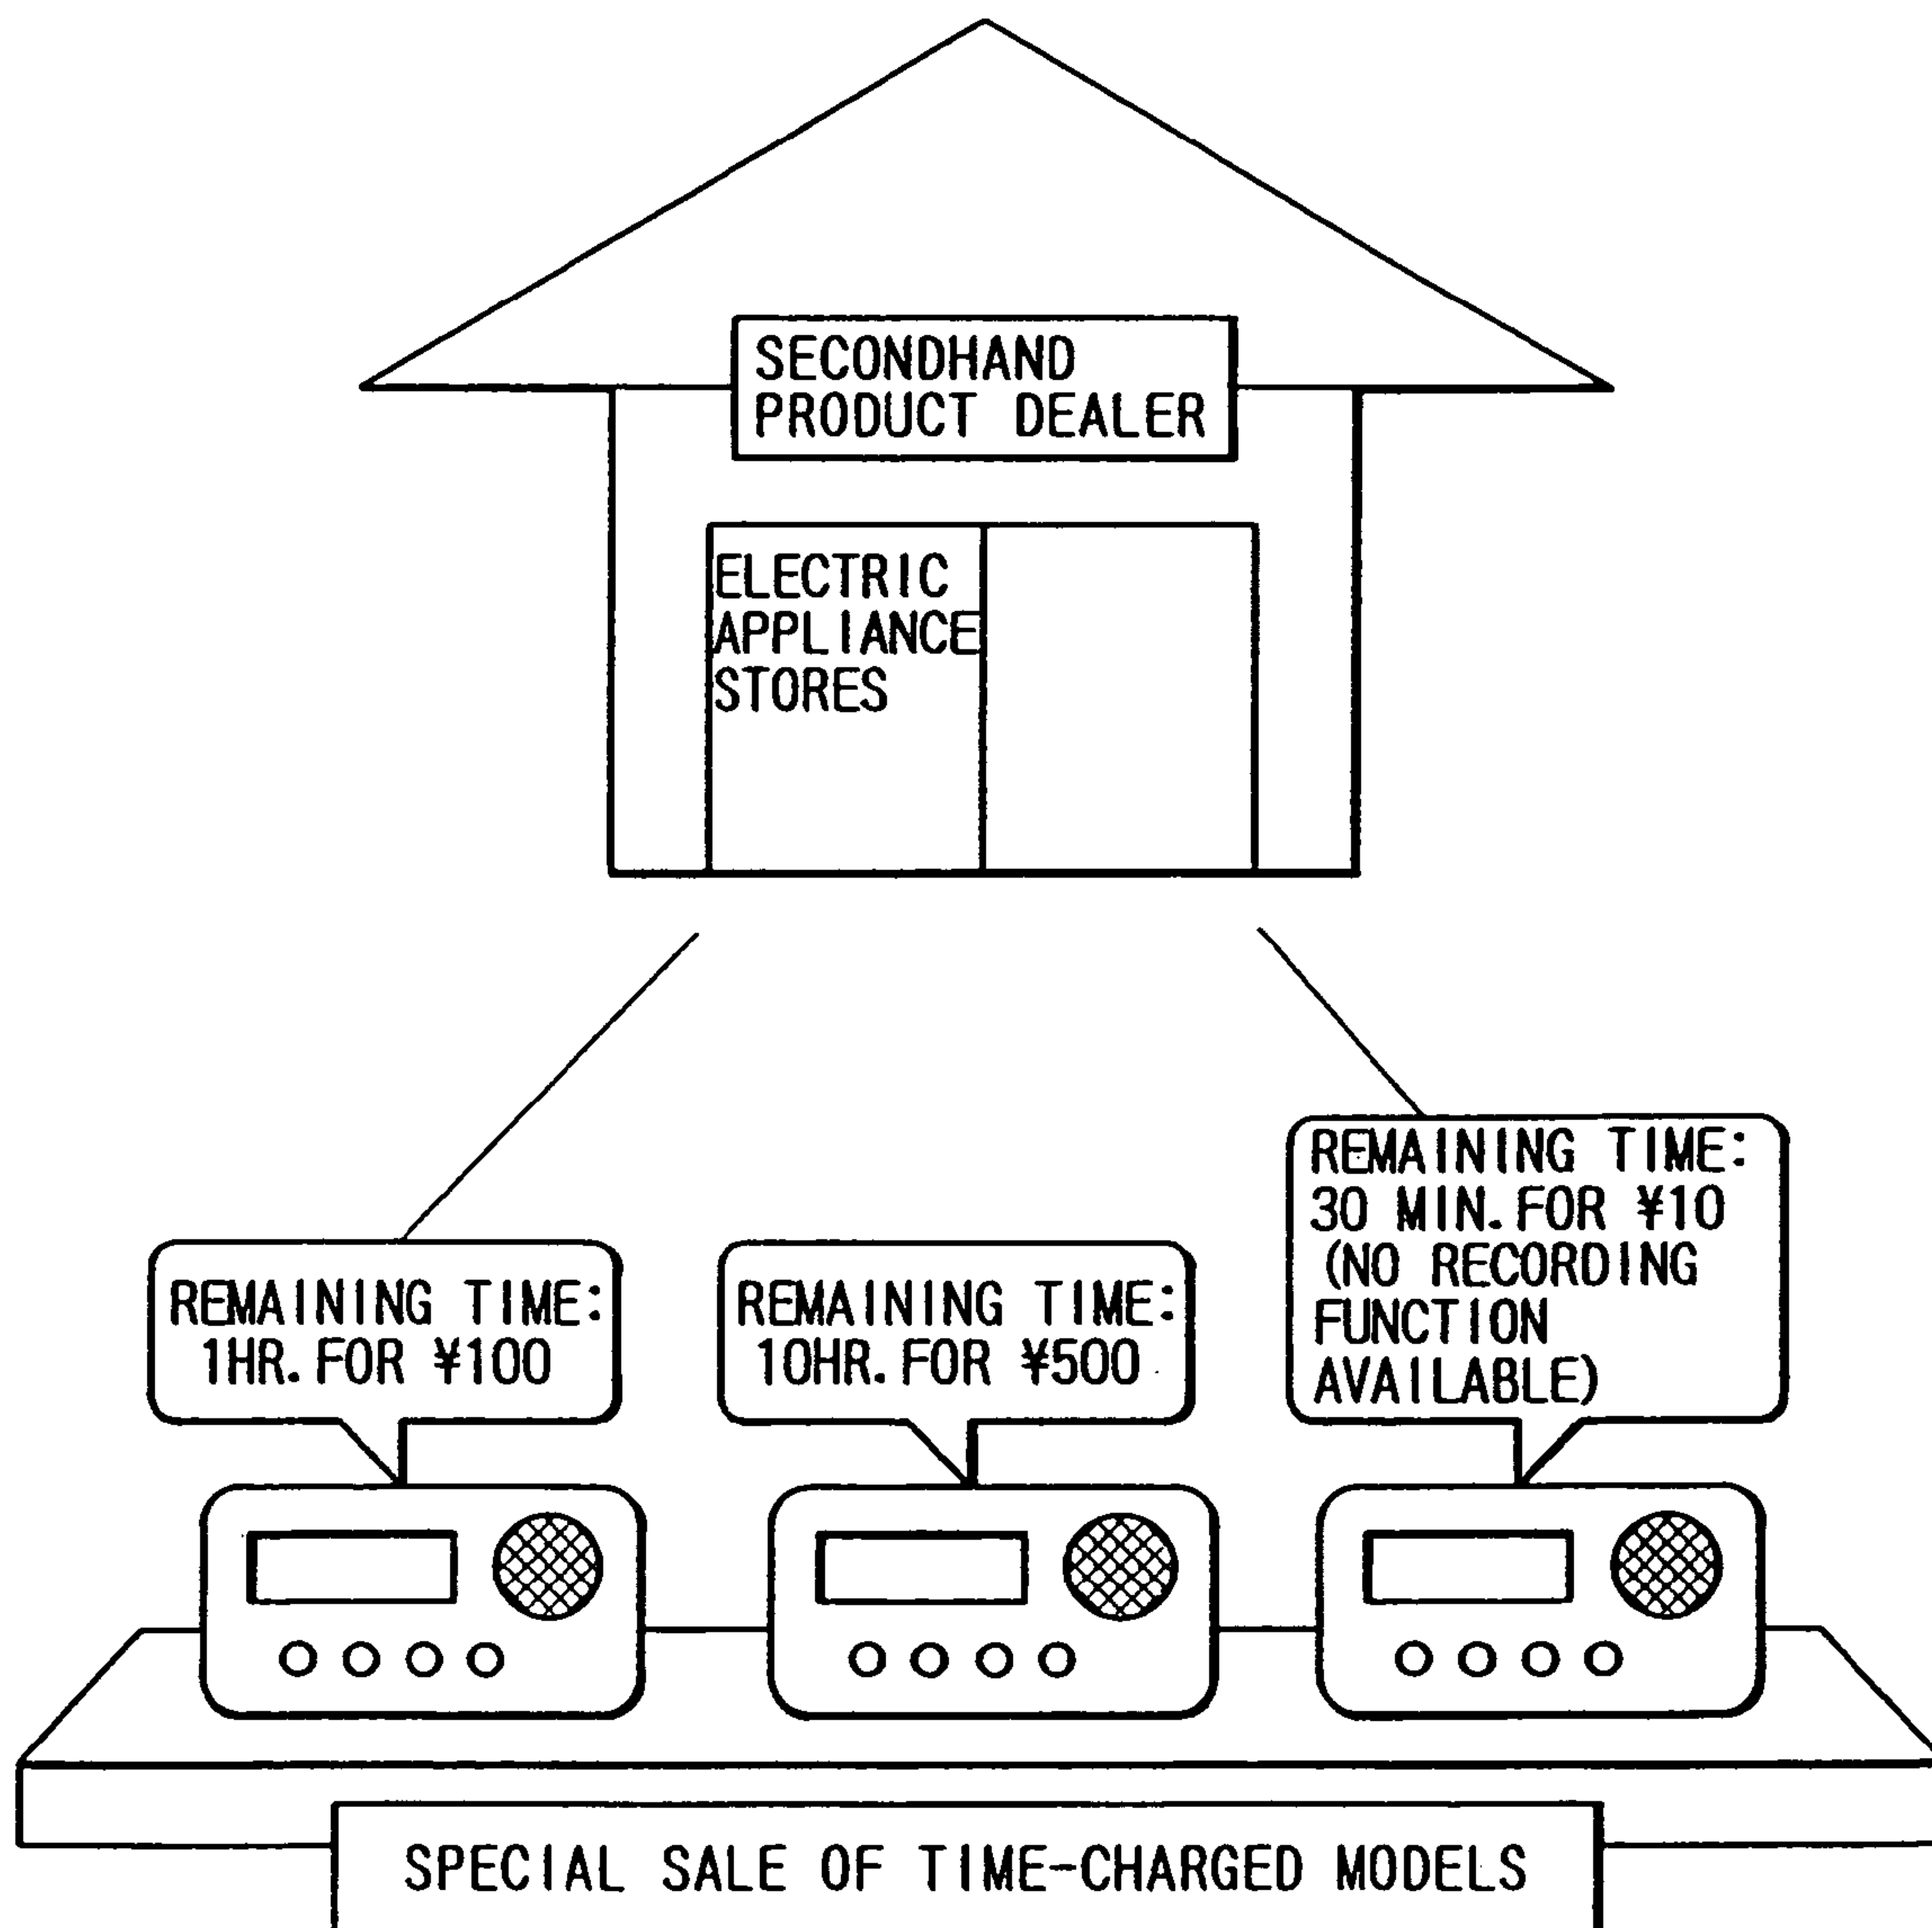 SECONDHAND
PRODUCT DEALER
ELECTRIC
APPLIANCE
STORES
REMAINING TIME:
1HR. FOR ¥100
REMAINING TIME:
10HR. FOR ¥500
REMAINING TIME:
30 MIN. FOR ¥10
(NO RECORDING
FUNCTION
AVAILABLE)
SPECIAL SALE OF TIME-CHARGED MODELS